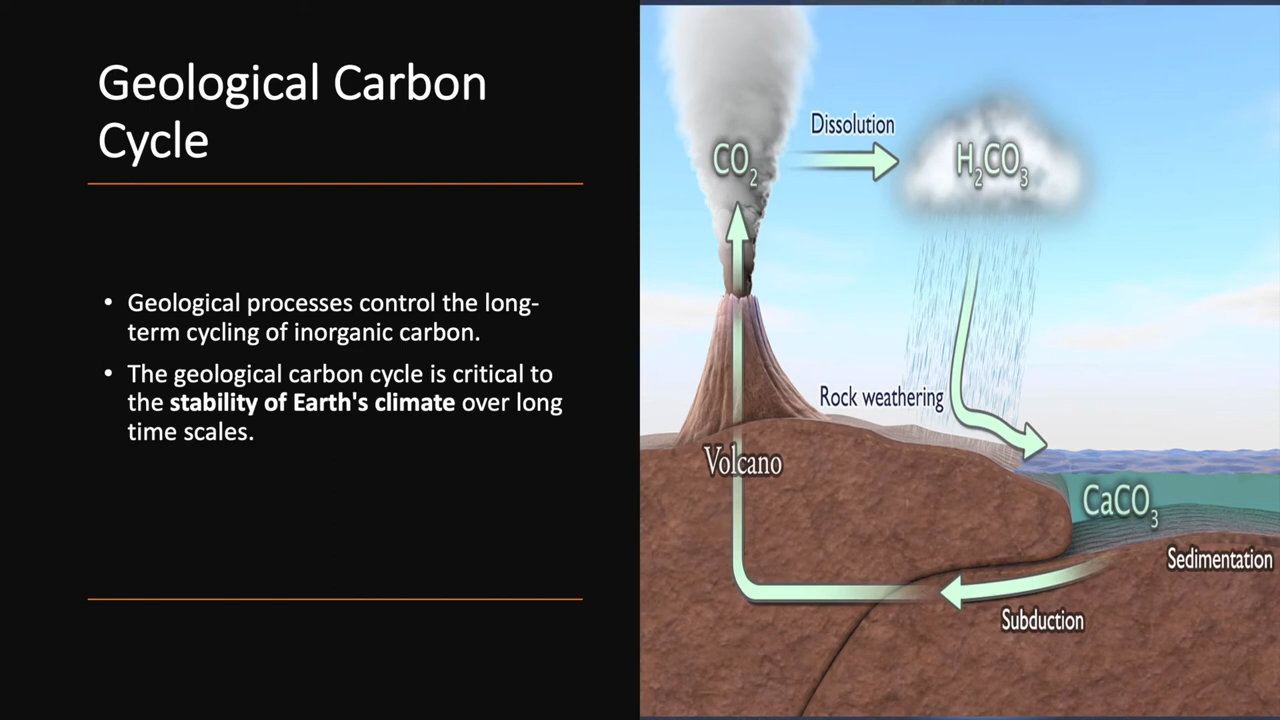 Geological Carbon
Cycle
• Geological processes control the long-
term cycling of inorganic carbon.
• The geological carbon cycle is critical to
the stability of Earth's climate over long
time scales.
Dissolution
CO₂
H₂CO₃
Rock weathering
Volcano
CaCO₃
Sedimentation
Subduction